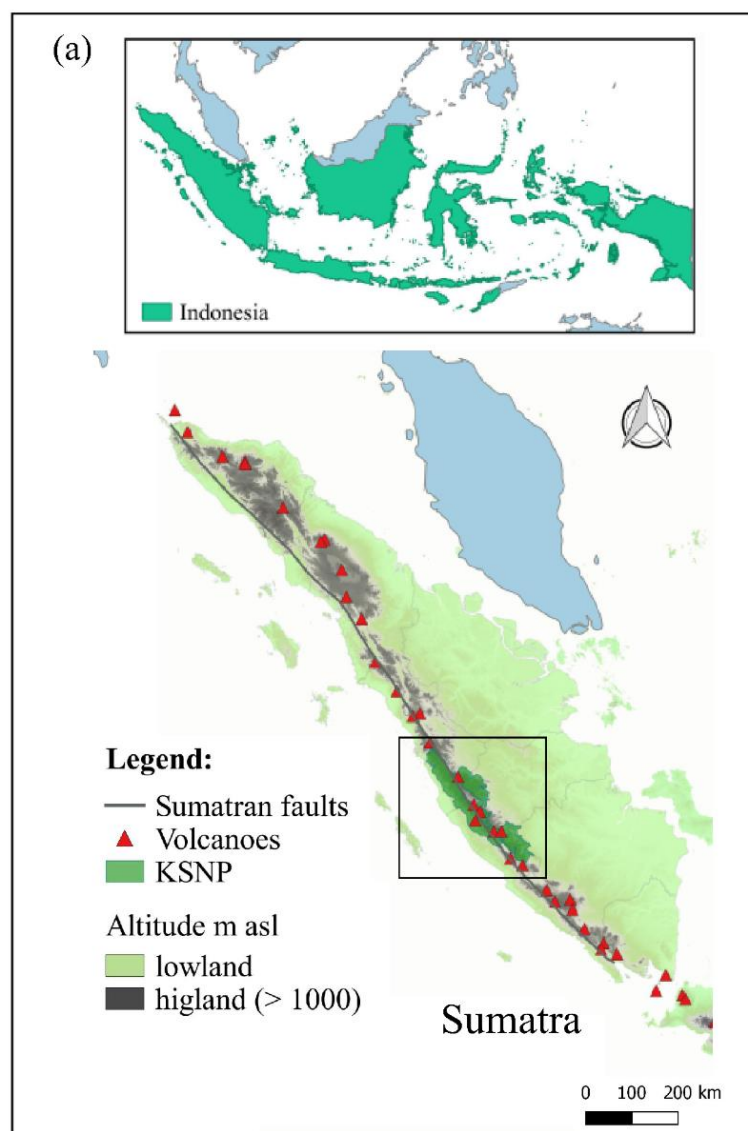 (a)
Indonesia
Legend:
Sumatran faults
Volcanoes
KSNP
Altitude m asl
lowland
higland (> 1000)
Sumatra
0 100 200 km